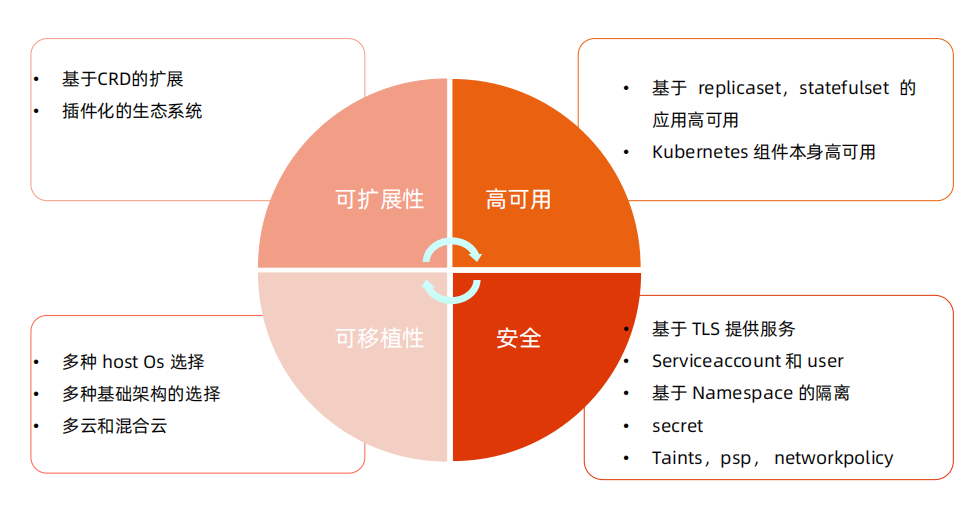 • 基于CRD的扩展
• 插件化的生态系统
• 基于 replicaset，statefulset 的
应用高可用
• Kubernetes 组件本身高可用
可扩展性
高可用
可移植性
安全
• 多种 host Os 选择
• 多种基础架构的选择
• 多云和混合云
• 基于 TLS 提供服务
• Serviceaccount 和 user
• 基于 Namespace 的隔离
• secret
• Taints，psp， networkpolicy